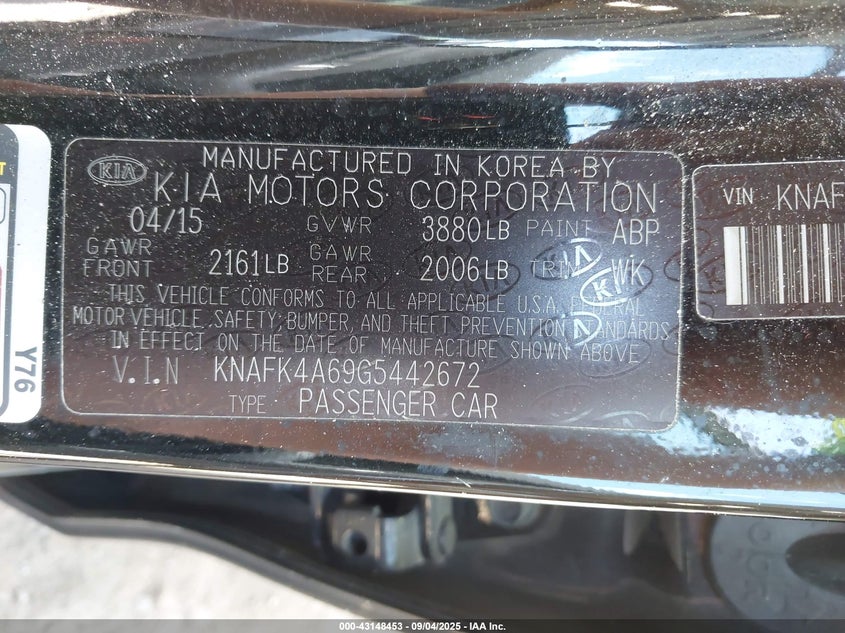 MANUFACTURED IN KOREA BY
KIA KIA MOTORS CORPORATION
04/15 GVWR 3880LB PAINT ABP
GAWR FRONT 2161LB GAWR REAR 2006LB TRIM WK
THIS VEHICLE CONFORMS TO ALL APPLICABLE U.S.A. FEDERAL
MOTOR VEHICLE, SAFETY, BUMPER, AND THEFT PREVENTION STANDARDS
IN EFFECT ON THE DATE OF MANUFACTURE SHOWN ABOVE.
V.I.N KNAFK4A69G5442672
TYPE PASSENGER CAR
VIN KNAF
Y76
000-43148453 - 09/04/2025 - IAA Inc.